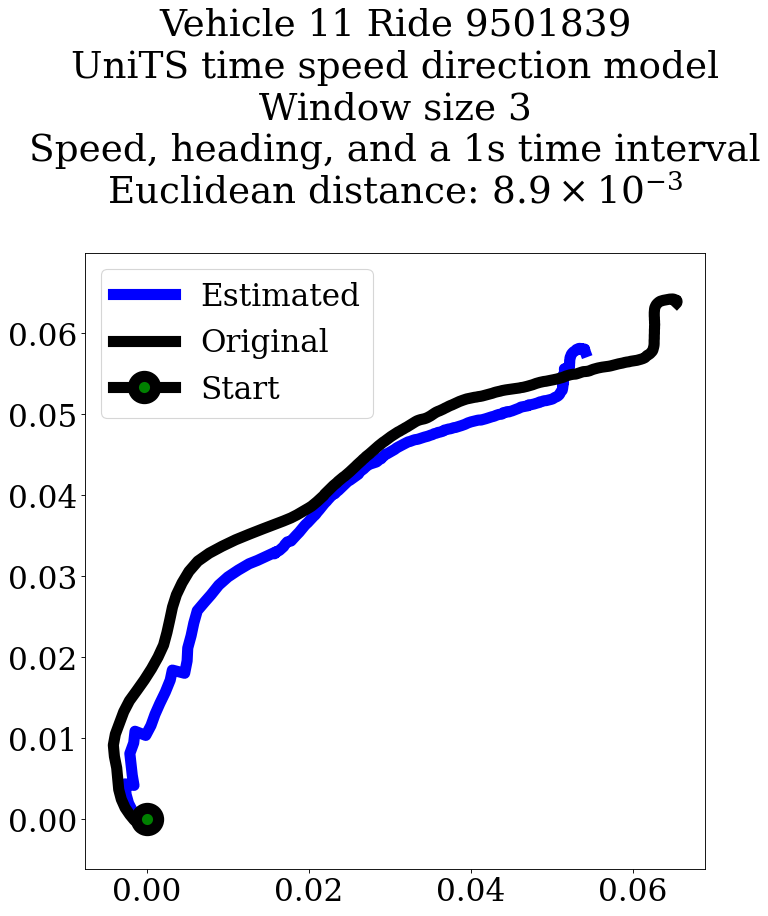 Vehicle 11 Ride 9501839
UniTS time speed direction model
Window size 3
Speed, heading, and a 1s time interval
Euclidean distance: 8.9 × 10⁻³
Estimated
Original
Start
0.06
0.05
0.04
0.03
0.02
0.01
0.00
0.00 0.02 0.04 0.06